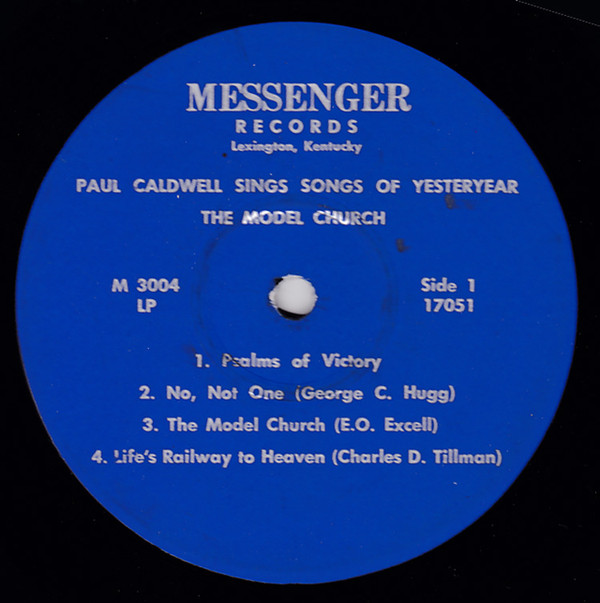 MESSENGER
RECORDS
Lexington, Kentucky
PAUL CALDWELL SINGS SONGS OF YESTERYEAR
THE MODEL CHURCH
M 3004
LP
Side 1
17051
1. Psalms of Victory
2. No, Not One (George C. Hugg)
3. The Model Church (E.O. Excell)
4. Life's Railway to Heaven (Charles D. Tillman)